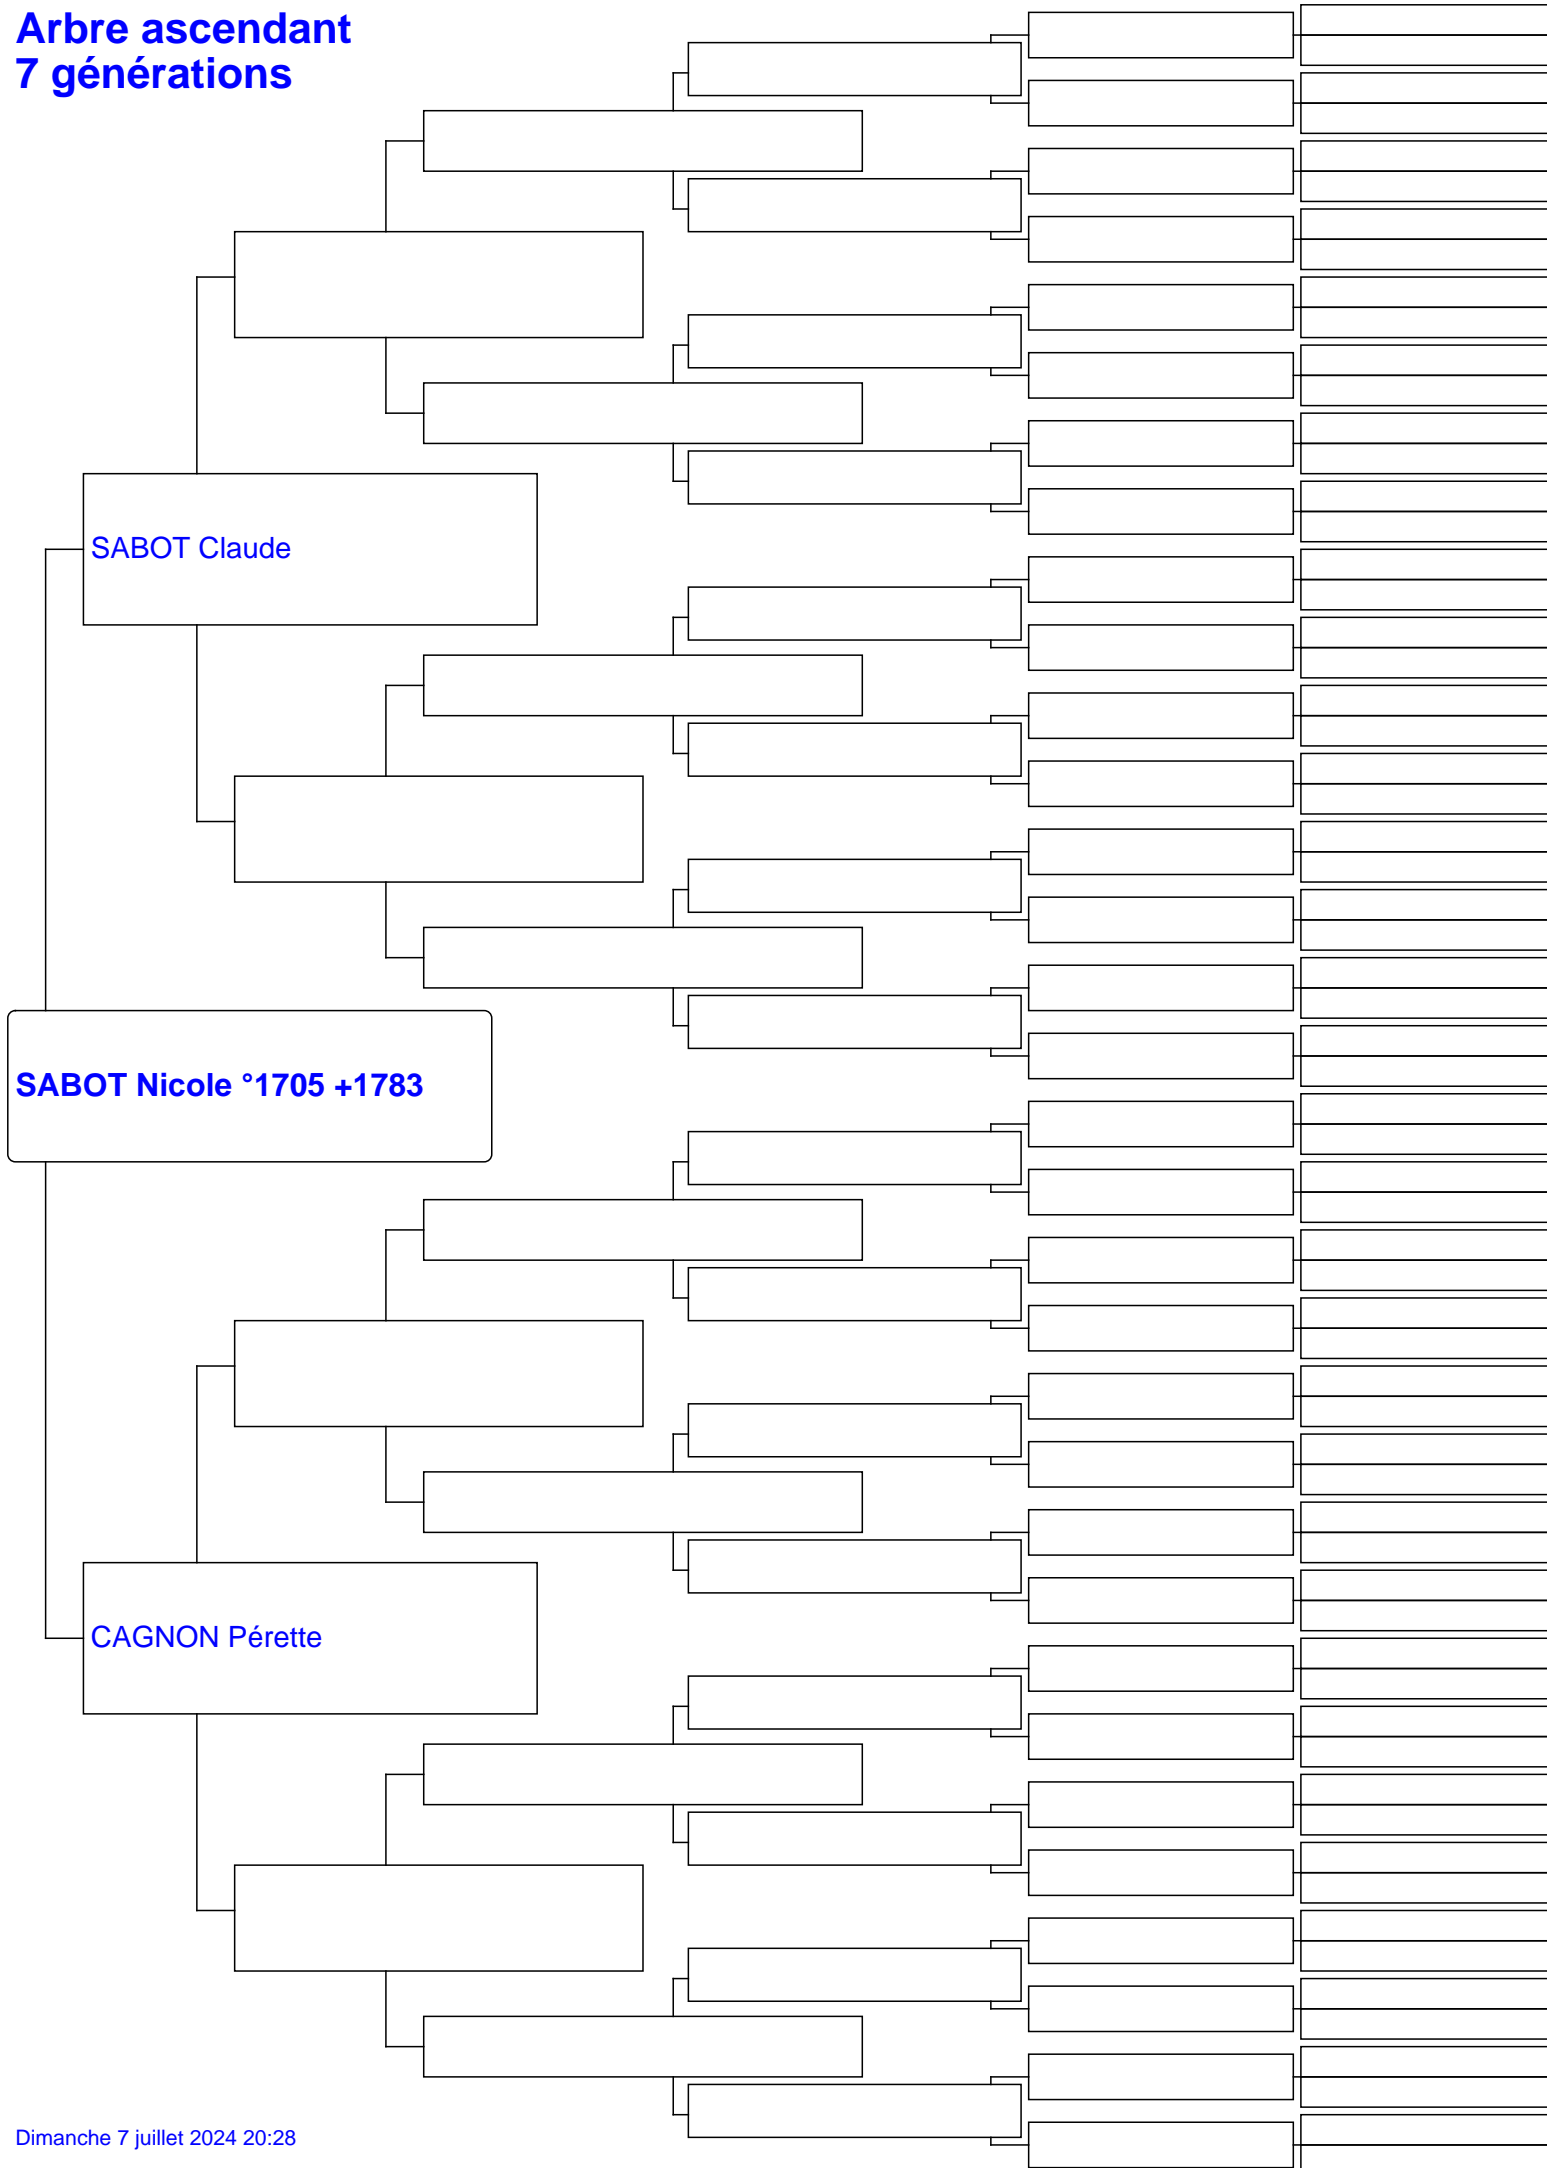 Arbre ascendant
7 générations
SABOT Claude
SABOT Nicole °1705 +1783
CAGNON Pérette
Dimanche 7 juillet 2024 20:28